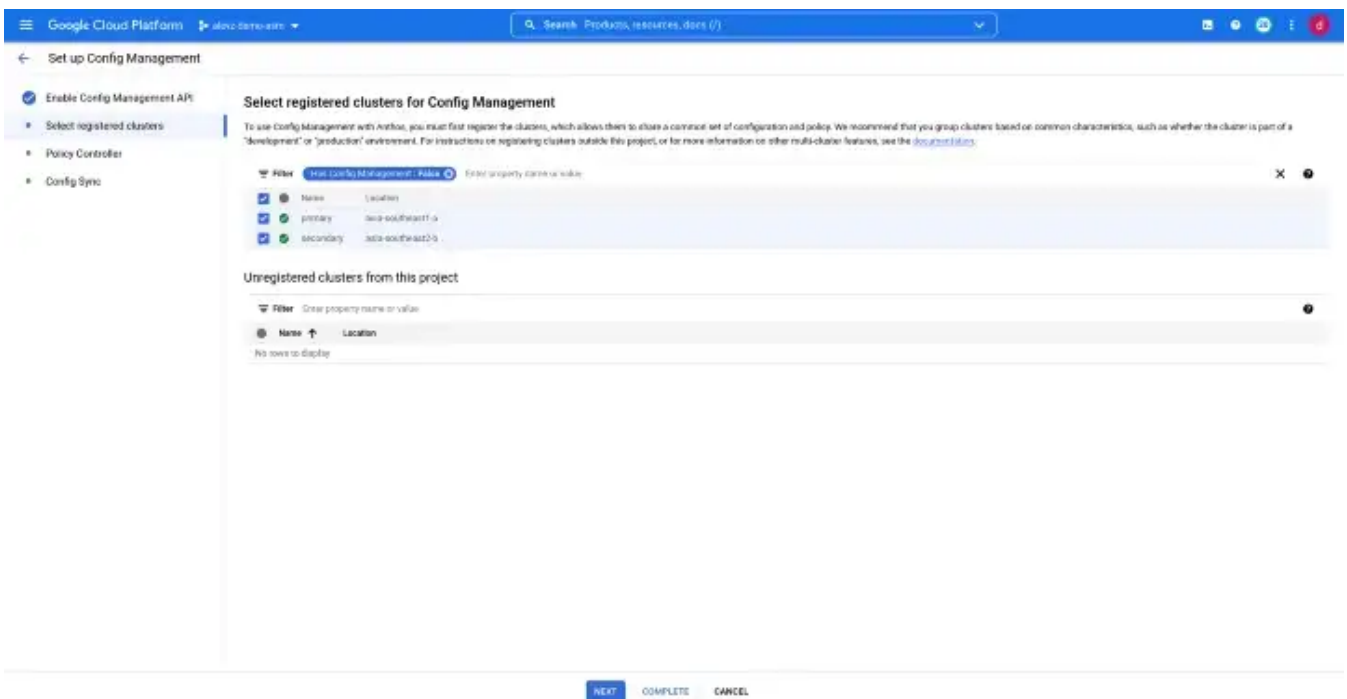 Google Cloud Platform
Search Products, resources, docs (/)
Set up Config Management
Enable Config Management API
Select registered clusters
Policy Controller
Config Sync
Select registered clusters for Config Management
To use Config Management with Anthos, you must first register the clusters, which allows them to share a common set of configuration and policy. We recommend that you group clusters based on common characteristics, such as whether the cluster is part of a
"development" or "production" environment. For instructions on registering clusters outside this project, or for more information on other multi-cluster features, see the documentation.
Filter Has Config Management : False Enter property name or value
Name Location
primary asia-southeast1-a
secondary asia-southeast2-b
Unregistered clusters from this project
Filter Enter property name or value
Name Location
No rows to display
NEXT COMPLETE CANCEL